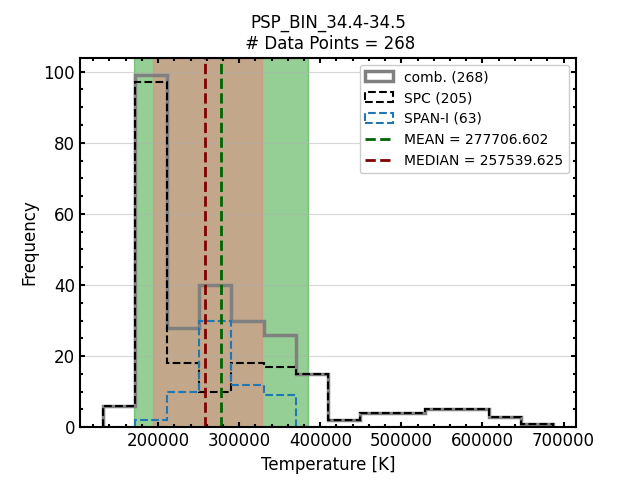 PSP_BIN_34.4-34.5
# Data Points = 268
comb. (268)
SPC (205)
SPAN-I (63)
MEAN = 277706.602
MEDIAN = 257539.625
Frequency
100
80
60
40
20
0
200000 300000 400000 500000 600000 700000
Temperature [K]